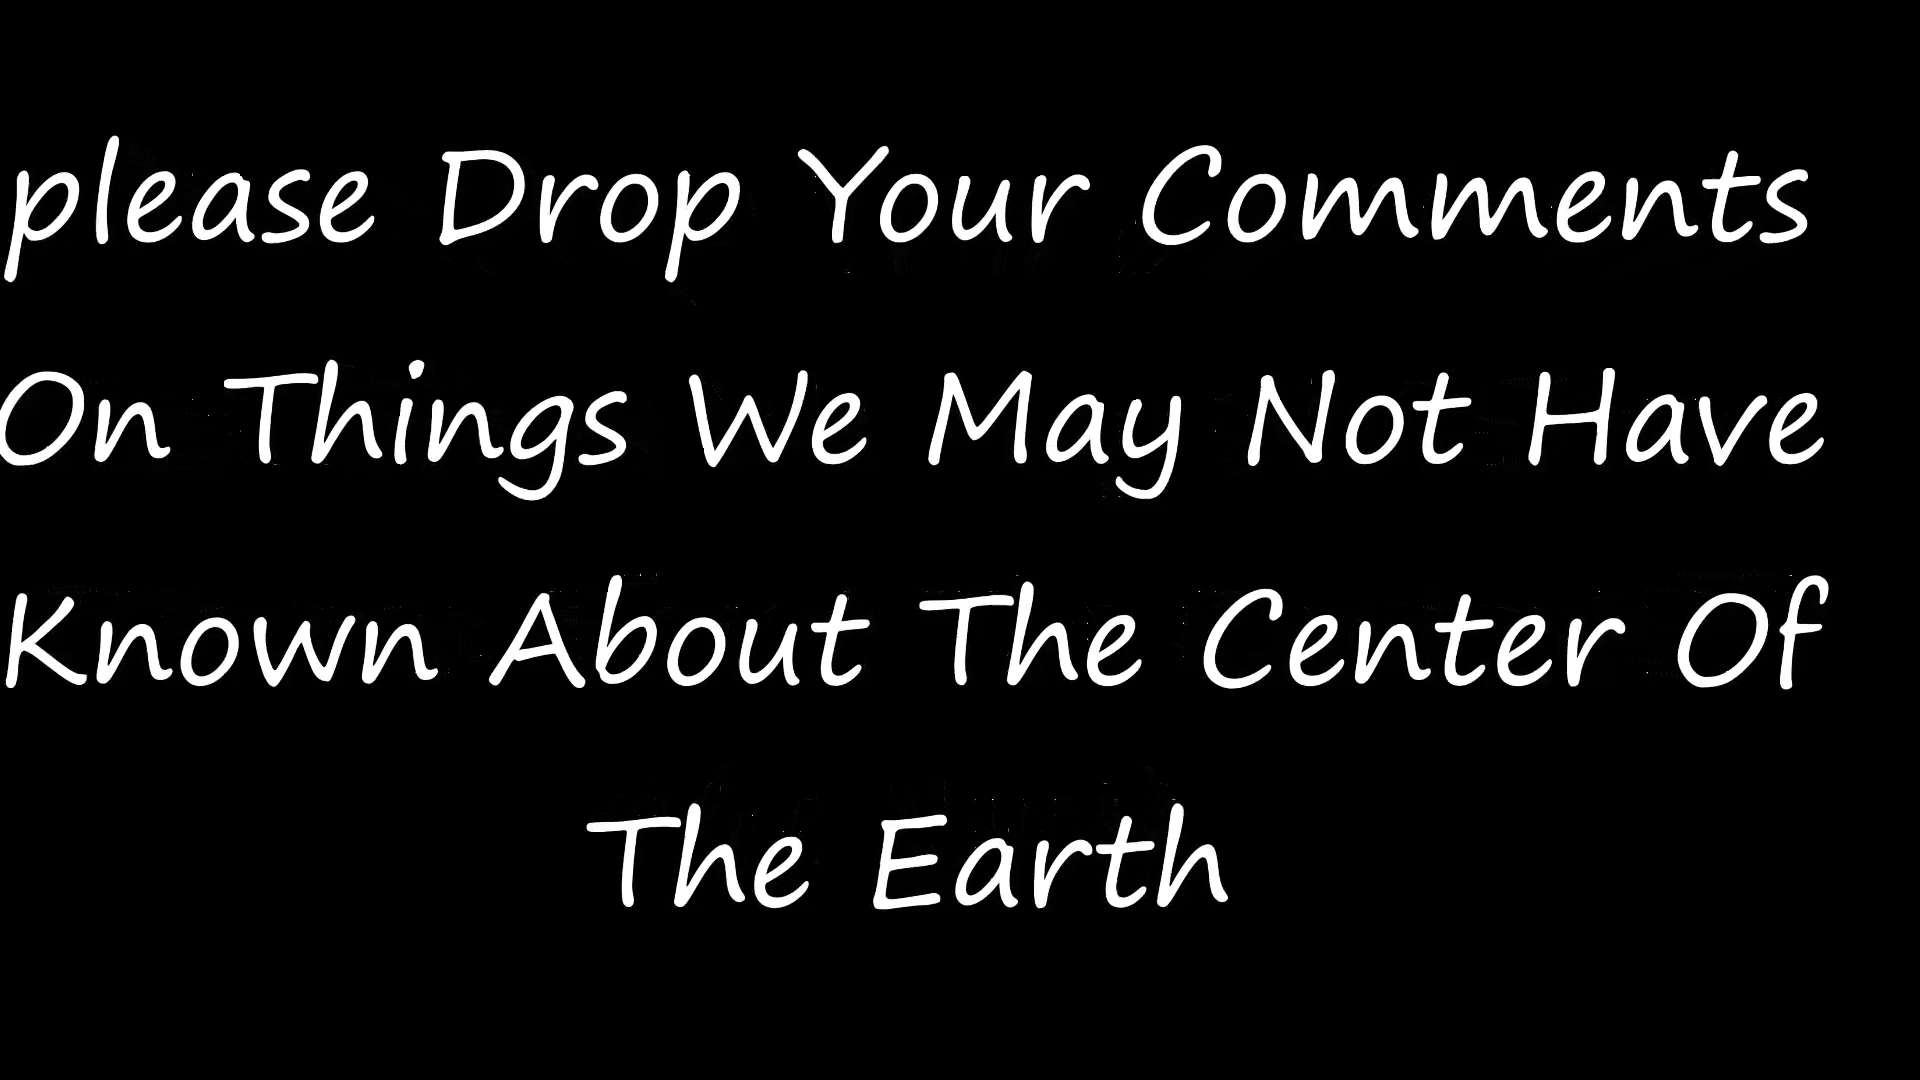 please Drop Your Comments
On Things We May Not Have
Known About The Center Of
The Earth